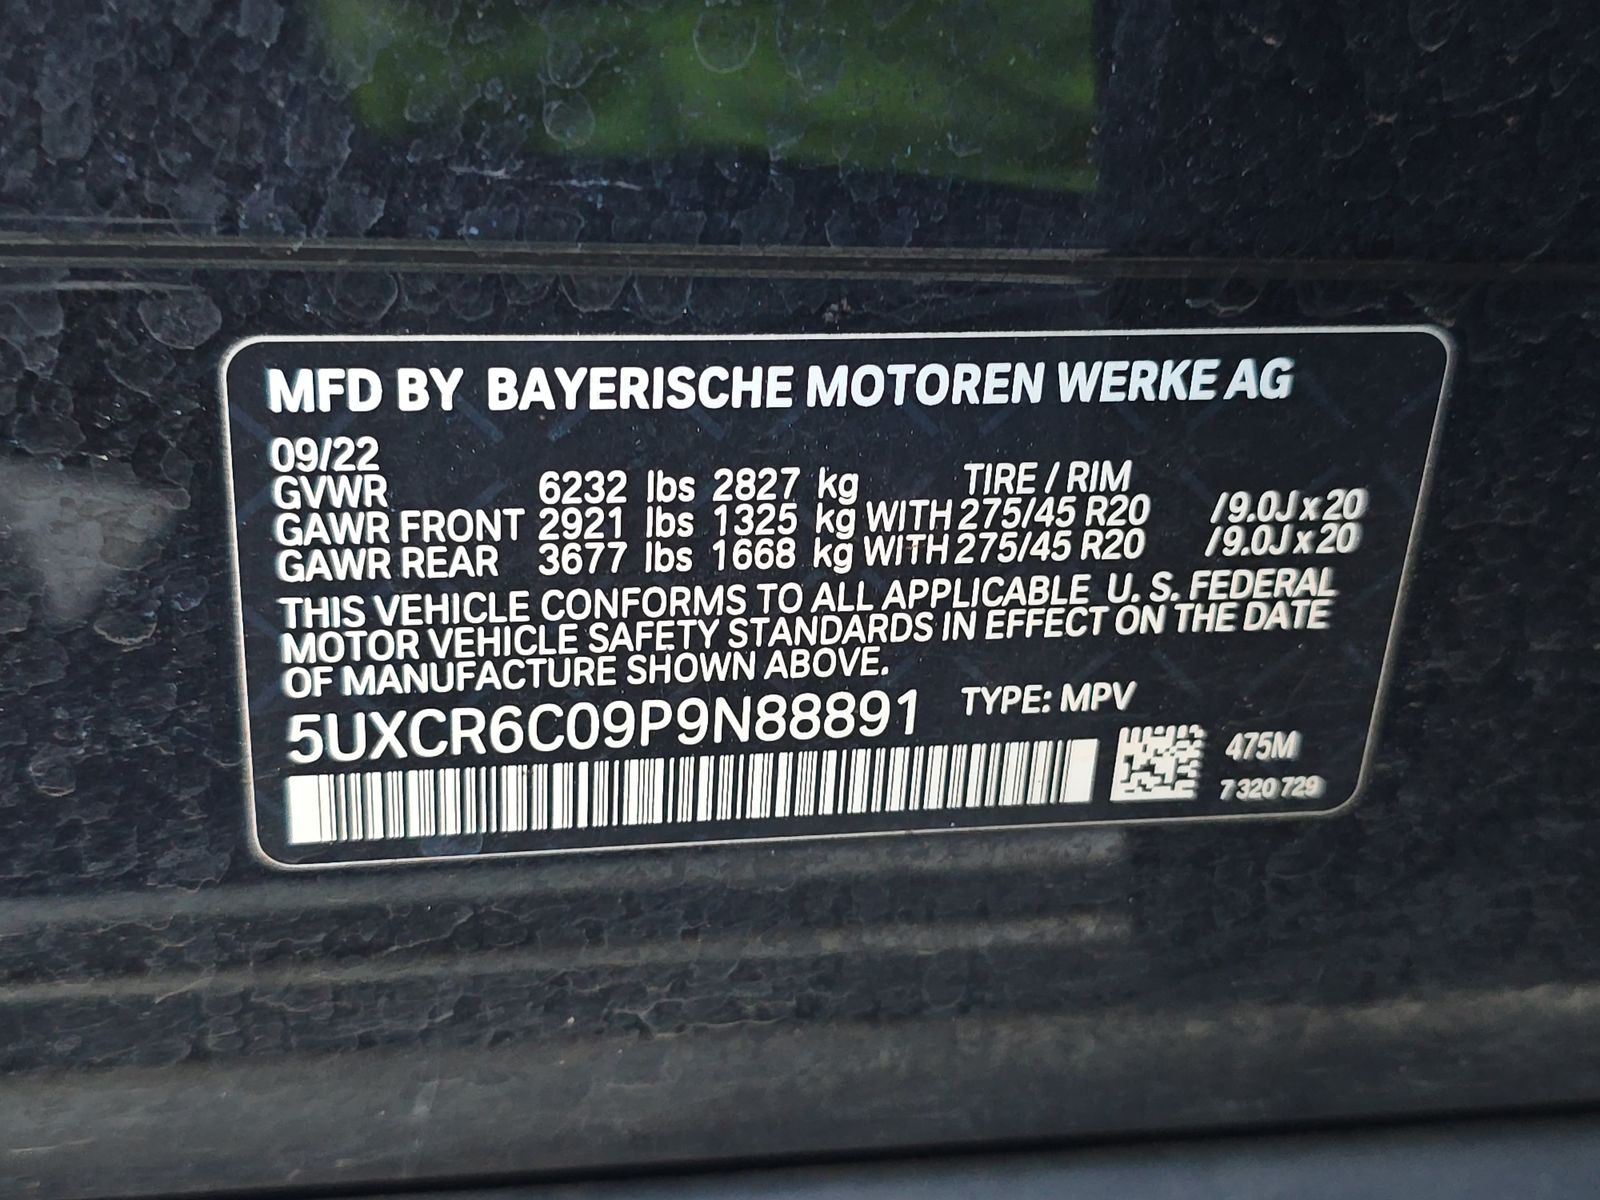 MFD BY BAYERISCHE MOTOREN WERKE AG
09/22
GVWR 6232 lbs 2827 kg TIRE / RIM
GAWR FRONT 2921 lbs 1325 kg WITH 275/45 R20 /9.0J x 20
GAWR REAR 3677 lbs 1668 kg WITH 275/45 R20 /9.0J x 20
THIS VEHICLE CONFORMS TO ALL APPLICABLE U. S. FEDERAL
MOTOR VEHICLE SAFETY STANDARDS IN EFFECT ON THE DATE
OF MANUFACTURE SHOWN ABOVE.
5UXCR6C09P9N88891 TYPE: MPV
475M
7 320 729